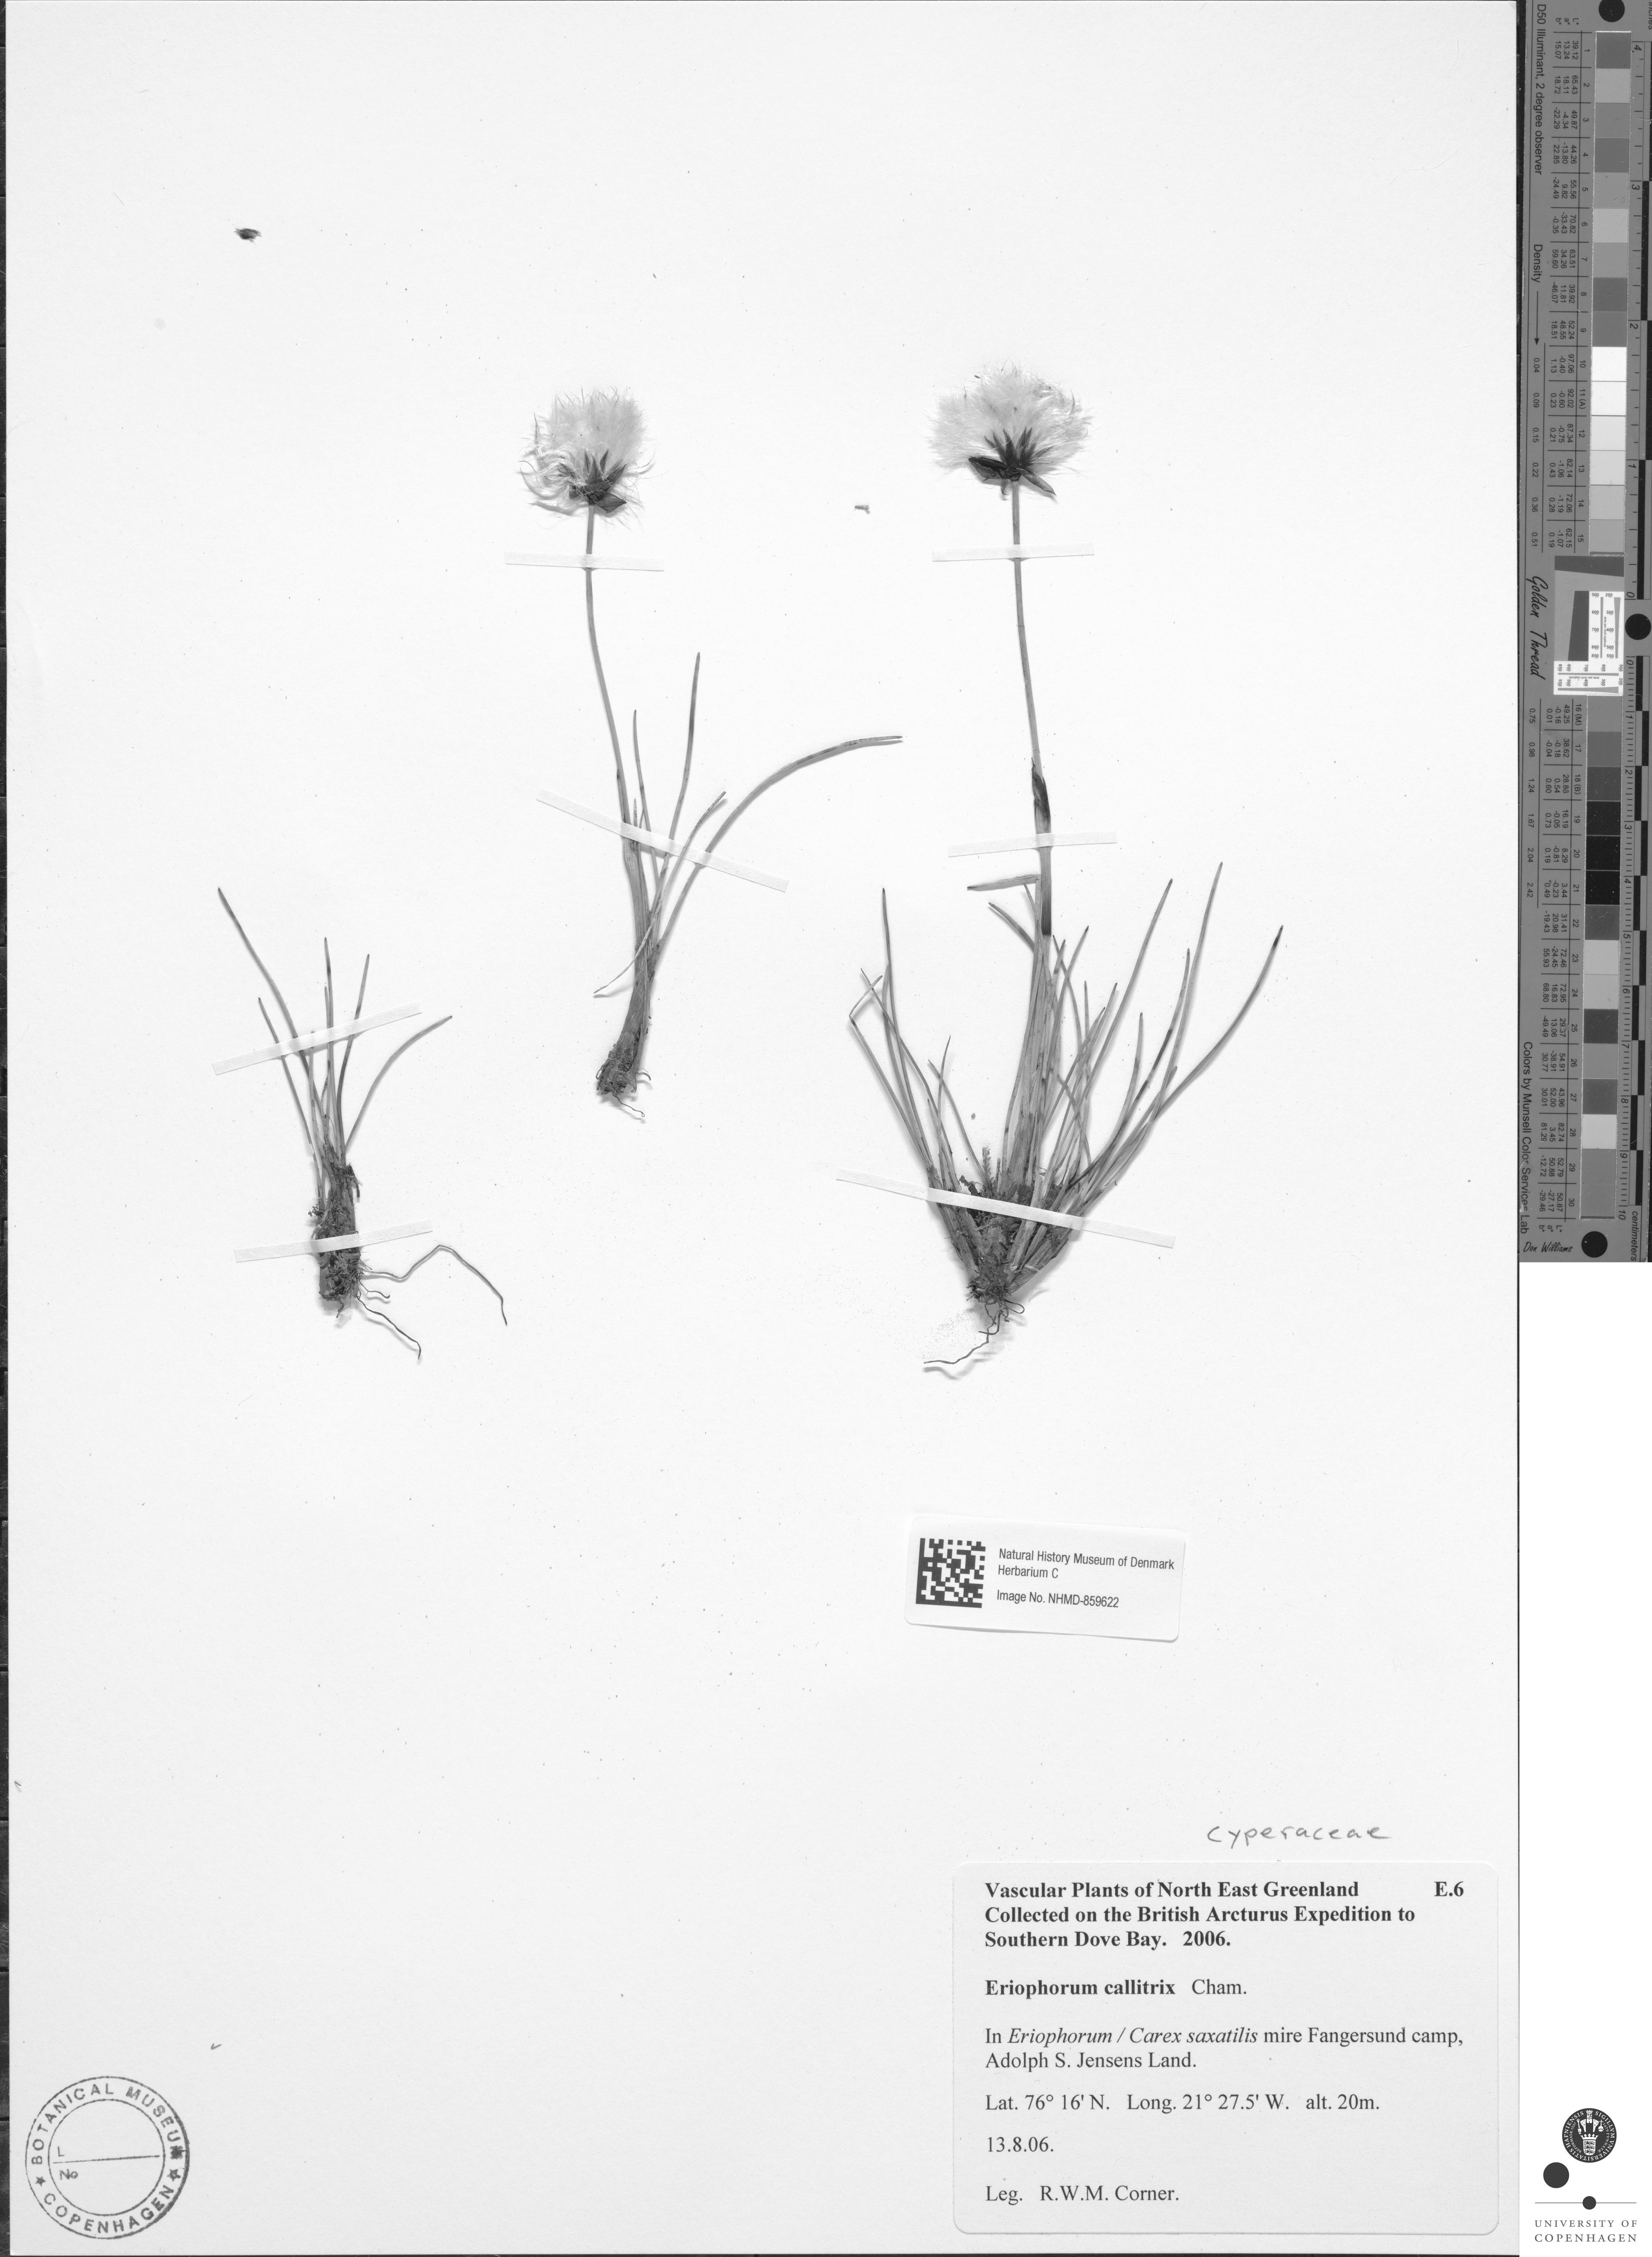 Natural History Museum of Denmark
Herbarium C
Image No. NHMD-859622
Cyperaceae
Vascular Plants of North East Greenland E.6
Collected on the British Arcturus Expedition to
Southern Dove Bay. 2006.
Eriophorum callitrix Cham.
In Eriophorum / Carex saxatilis mire Fangersund camp,
Adolph S. Jensens Land.
Lat. 76° 16' N. Long. 21° 27.5' W. alt. 20m.
13.8.06.
Leg. R.W.M. Corner.
BOTANICAL MUSEUM
L
No
COPENHAGEN
D50 Illuminant, 2 degree observer
Density
Golden Thread
Colors by Munsell Color Services Lab
Don Williams
centimeters
UNIVERSITY OF
COPENHAGEN